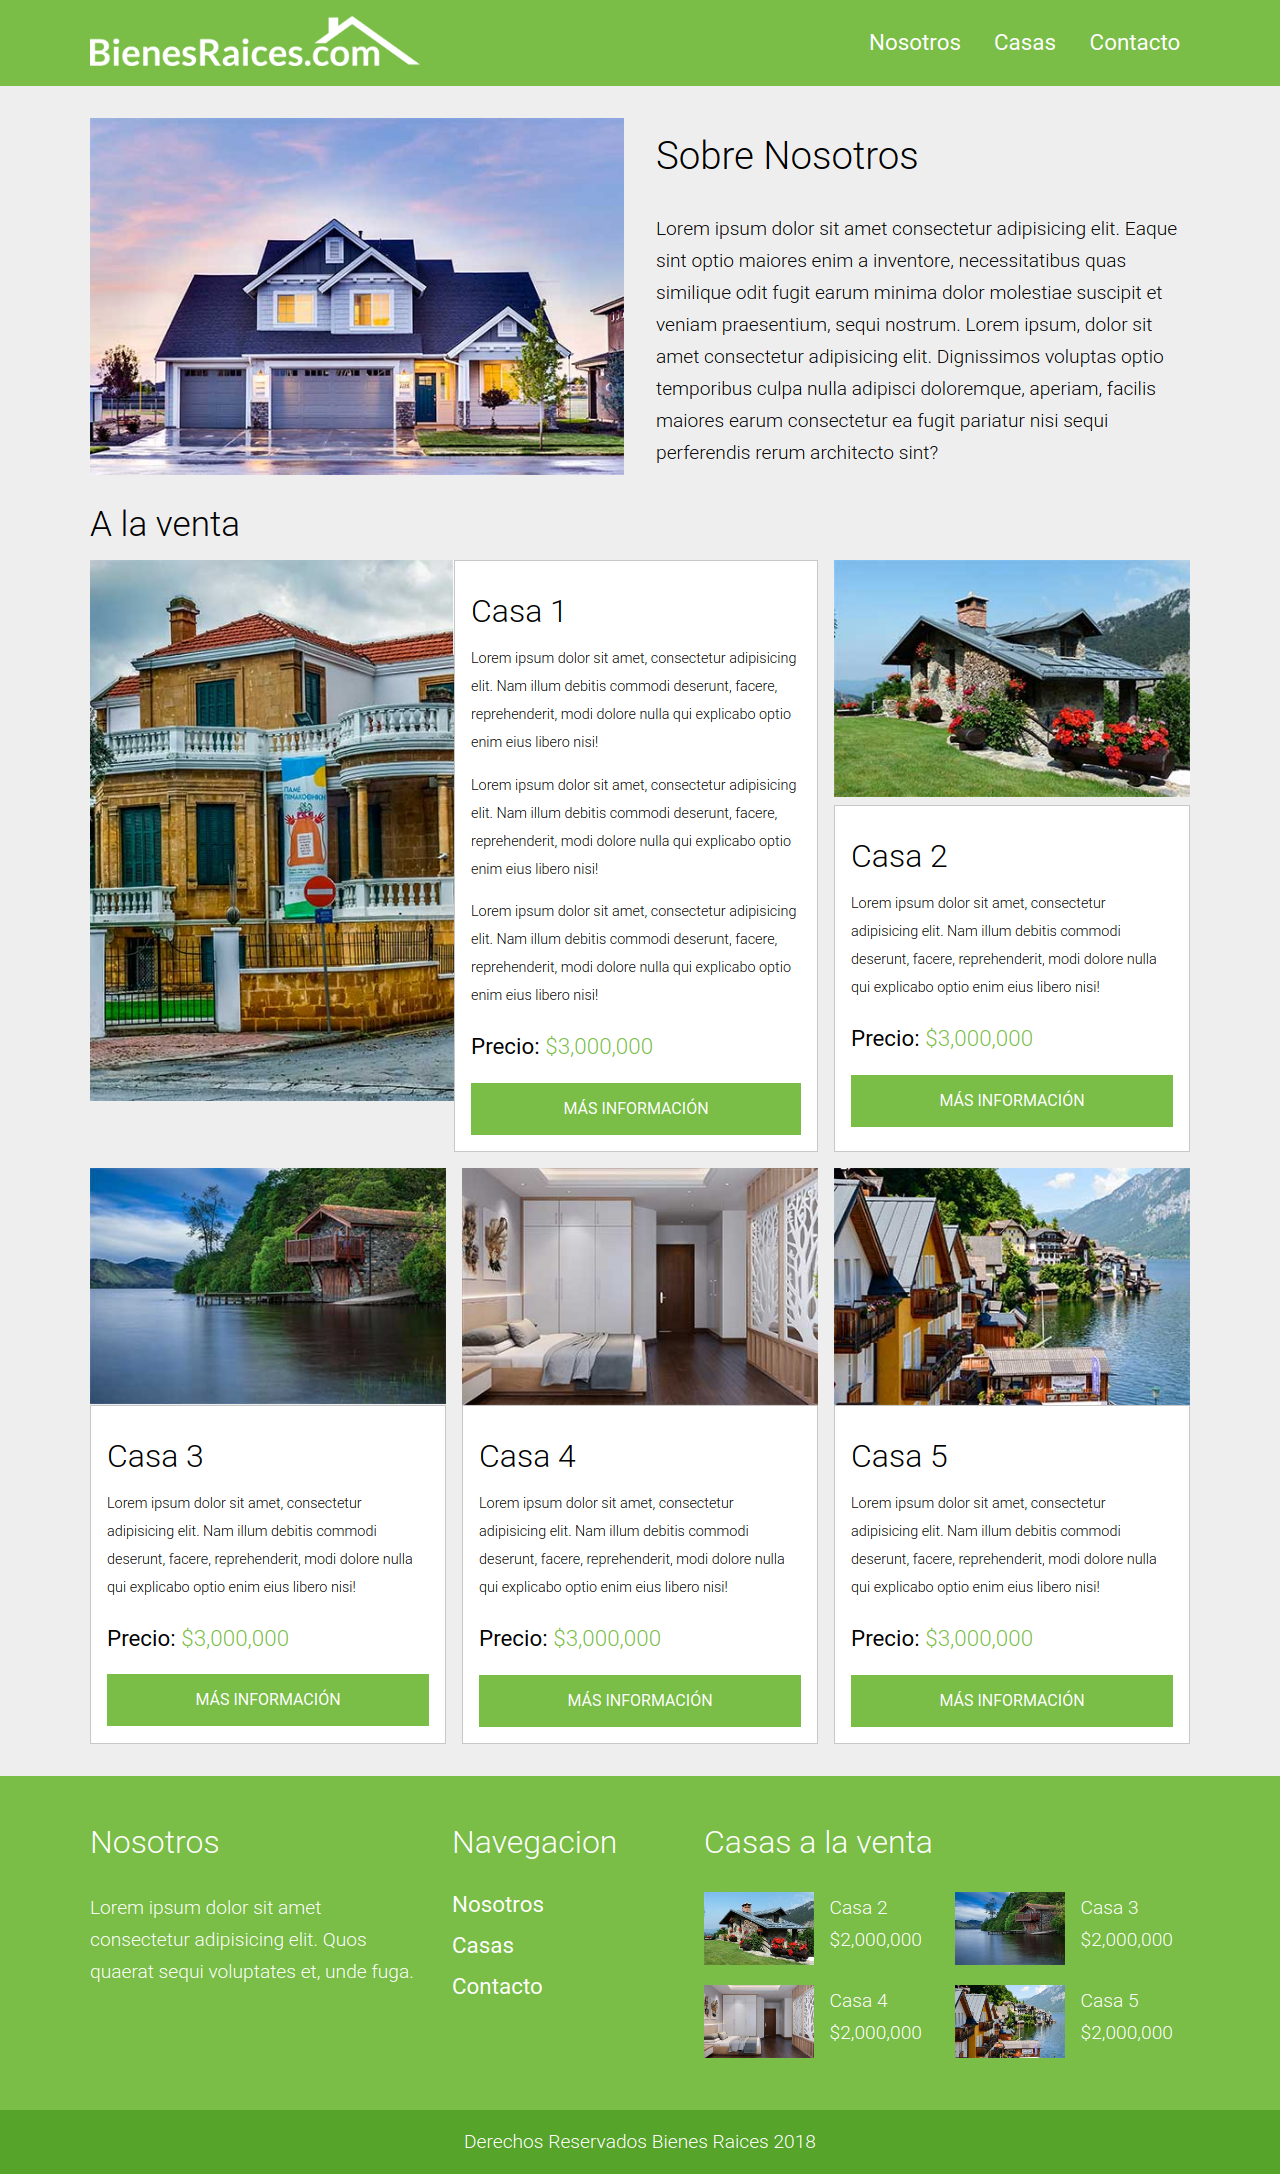 BienesRaices.com
Nosotros
Casas
Contacto
Sobre Nosotros
Lorem ipsum dolor sit amet consectetur adipisicing elit. Eaque
sint optio maiores enim a inventore, necessitatibus quas
similique odit fugit earum minima dolor molestiae suscipit et
veniam praesentium, sequi nostrum. Lorem ipsum, dolor sit
amet consectetur adipisicing elit. Dignissimos voluptas optio
temporibus culpa nulla adipisci doloremque, aperiam, facilis
maiores earum consectetur ea fugit pariatur nisi sequi
perferendis rerum architecto sint?
A la venta
ΠΑΜΕ
ΠΙΝΑΚΟΘΗΚΗ
Casa 1
Lorem ipsum dolor sit amet, consectetur adipisicing
elit. Nam illum debitis commodi deserunt, facere,
reprehenderit, modi dolore nulla qui explicabo optio
enim eius libero nisi!
Lorem ipsum dolor sit amet, consectetur adipisicing
elit. Nam illum debitis commodi deserunt, facere,
reprehenderit, modi dolore nulla qui explicabo optio
enim eius libero nisi!
Lorem ipsum dolor sit amet, consectetur adipisicing
elit. Nam illum debitis commodi deserunt, facere,
reprehenderit, modi dolore nulla qui explicabo optio
enim eius libero nisi!
Precio: $3,000,000
MÁS INFORMACIÓN
Casa 2
Lorem ipsum dolor sit amet, consectetur
adipisicing elit. Nam illum debitis commodi
deserunt, facere, reprehenderit, modi dolore nulla
qui explicabo optio enim eius libero nisi!
Precio: $3,000,000
MÁS INFORMACIÓN
Casa 3
Lorem ipsum dolor sit amet, consectetur
adipisicing elit. Nam illum debitis commodi
deserunt, facere, reprehenderit, modi dolore nulla
qui explicabo optio enim eius libero nisi!
Precio: $3,000,000
MÁS INFORMACIÓN
Casa 4
Lorem ipsum dolor sit amet, consectetur
adipisicing elit. Nam illum debitis commodi
deserunt, facere, reprehenderit, modi dolore nulla
qui explicabo optio enim eius libero nisi!
Precio: $3,000,000
MÁS INFORMACIÓN
Casa 5
Lorem ipsum dolor sit amet, consectetur
adipisicing elit. Nam illum debitis commodi
deserunt, facere, reprehenderit, modi dolore nulla
qui explicabo optio enim eius libero nisi!
Precio: $3,000,000
MÁS INFORMACIÓN
Nosotros
Lorem ipsum dolor sit amet
consectetur adipisicing elit. Quos
quaerat sequi voluptates et, unde fuga.
Navegacion
Nosotros
Casas
Contacto
Casas a la venta
Casa 2
$2,000,000
Casa 3
$2,000,000
Casa 4
$2,000,000
Casa 5
$2,000,000
Derechos Reservados Bienes Raices 2018